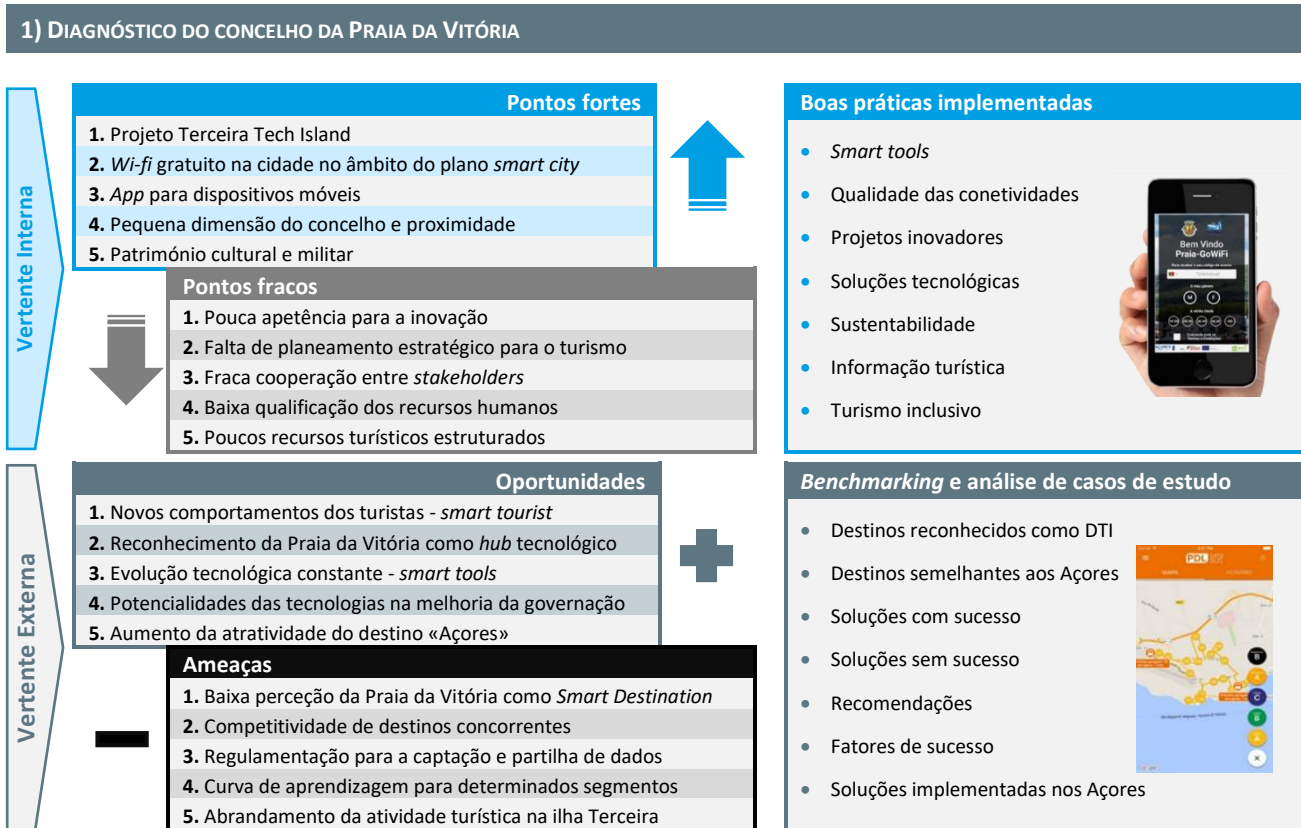 1) DIAGNÓSTICO DO CONCELHO DA PRAIA DA VITÓRIA
Vertente Interna
Pontos fortes
1. Projeto Terceira Tech Island
2. Wi-fi gratuito na cidade no âmbito do plano smart city
3. App para dispositivos móveis
4. Pequena dimensão do concelho e proximidade
5. Património cultural e militar
Pontos fracos
1. Pouca apetência para a inovação
2. Falta de planeamento estratégico para o turismo
3. Fraca cooperação entre stakeholders
4. Baixa qualificação dos recursos humanos
5. Poucos recursos turísticos estruturados
Boas práticas implementadas
• Smart tools
• Qualidade das conetividades
• Projetos inovadores
• Soluções tecnológicas
• Sustentabilidade
• Informação turística
• Turismo inclusivo
Bem Vindo
Praia-GoWiFi
M F
Vertente Externa
Oportunidades
1. Novos comportamentos dos turistas - smart tourist
2. Reconhecimento da Praia da Vitória como hub tecnológico
3. Evolução tecnológica constante - smart tools
4. Potencialidades das tecnologias na melhoria da governação
5. Aumento da atratividade do destino «Açores»
Ameaças
1. Baixa perceção da Praia da Vitória como Smart Destination
2. Competitividade de destinos concorrentes
3. Regulamentação para a captação e partilha de dados
4. Curva de aprendizagem para determinados segmentos
5. Abrandamento da atividade turística na ilha Terceira
Benchmarking e análise de casos de estudo
• Destinos reconhecidos como DTI
• Destinos semelhantes aos Açores
• Soluções com sucesso
• Soluções sem sucesso
• Recomendações
• Fatores de sucesso
• Soluções implementadas nos Açores
PDL
MAPA HORÁRIO
B
A
C
B
A